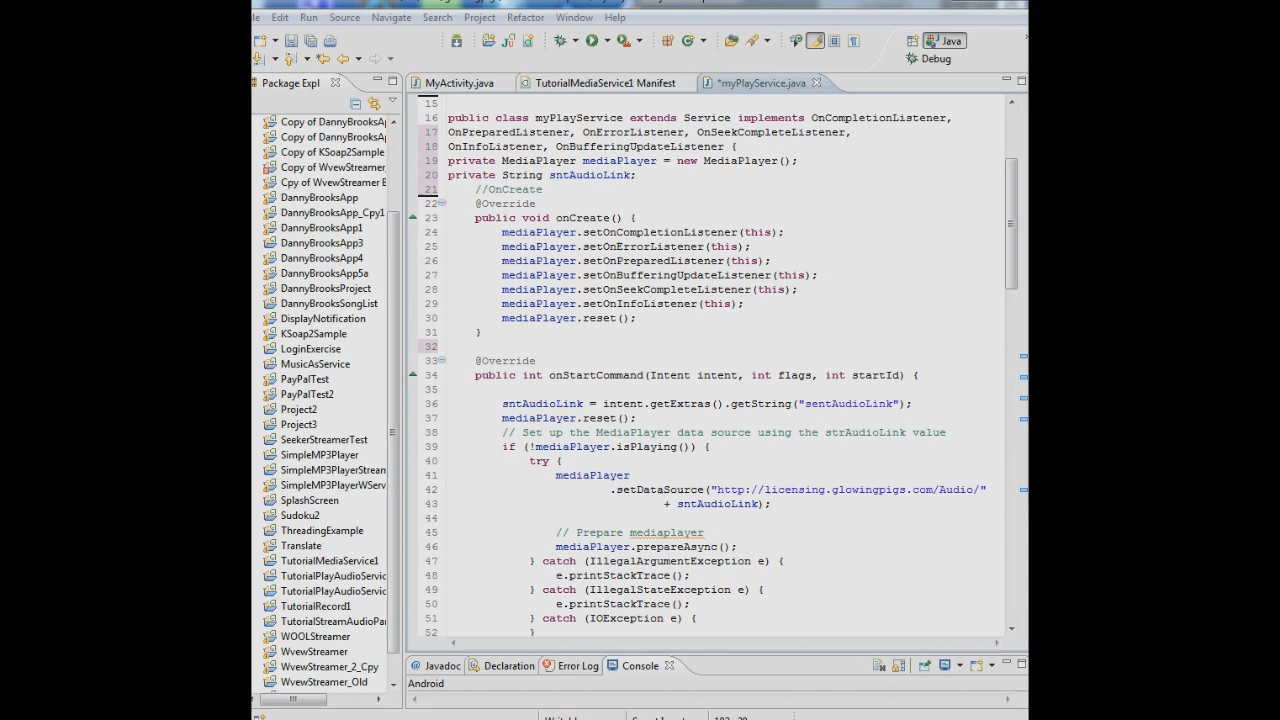 Edit Run Source Navigate Search Project Refactor Window Help
Java
Debug
Package Expl
MyActivity.java
TutorialMediaService1 Manifest
*myPlayService.java
Copy of DannyBrooksA
Copy of DannyBrooksA
Copy of KSoap2Sample
Copy of WvewStreamer
Cpy of WvewStreamer E
DannyBrooksApp
DannyBrooksApp_Cpy1
DannyBrooksApp1
DannyBrooksApp3
DannyBrooksApp4
DannyBrooksApp5a
DannyBrooksProject
DannyBrooksSongList
DisplayNotification
KSoap2Sample
LoginExercise
MusicAsService
PayPalTest
PayPalTest2
Project2
Project3
SeekerStreamerTest
SimpleMP3Player
SimpleMP3PlayerStream
SimpleMP3PlayerWServ
SplashScreen
Sudoku2
ThreadingExample
Translate
TutorialMediaService1
TutorialPlayAudioServic
TutorialPlayAudioServic
TutorialRecord1
TutorialStreamAudioPar
WOOLStreamer
WvewStreamer
WvewStreamer_2_Cpy
WvewStreamer_Old
15
16 public class myPlayService extends Service implements OnCompletionListener,
17 OnPreparedListener, OnErrorListener, OnSeekCompleteListener,
18 OnInfoListener, OnBufferingUpdateListener {
19 private MediaPlayer mediaPlayer = new MediaPlayer();
20 private String sntAudioLink;
21 //OnCreate
22 @Override
23 public void onCreate() {
24 mediaPlayer.setOnCompletionListener(this);
25 mediaPlayer.setOnErrorListener(this);
26 mediaPlayer.setOnPreparedListener(this);
27 mediaPlayer.setOnBufferingUpdateListener(this);
28 mediaPlayer.setOnSeekCompleteListener(this);
29 mediaPlayer.setOnInfoListener(this);
30 mediaPlayer.reset();
31 }
32
33 @Override
34 public int onStartCommand(Intent intent, int flags, int startId) {
35
36 sntAudioLink = intent.getExtras().getString("sentAudioLink");
37 mediaPlayer.reset();
38 // Set up the MediaPlayer data source using the strAudioLink value
39 if (!mediaPlayer.isPlaying()) {
40 try {
41 mediaPlayer
42 .setDataSource("http://licensing.glowingpigs.com/Audio/"
43 + sntAudioLink);
44
45 // Prepare mediaplayer
46 mediaPlayer.prepareAsync();
47 } catch (IllegalArgumentException e) {
48 e.printStackTrace();
49 } catch (IllegalStateException e) {
50 e.printStackTrace();
51 } catch (IOException e) {
52 }
Javadoc Declaration Error Log Console
Android